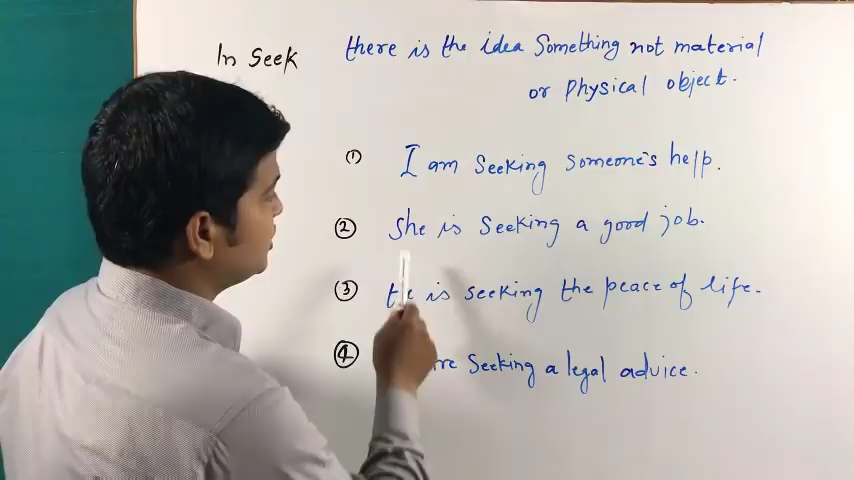 In Seek there is the idea Something not material
or physical object.
① I am Seeking Someone's help.
② She is Seeking a good job.
③ is seeking the peace of life.
④ Seeking a legal advice.